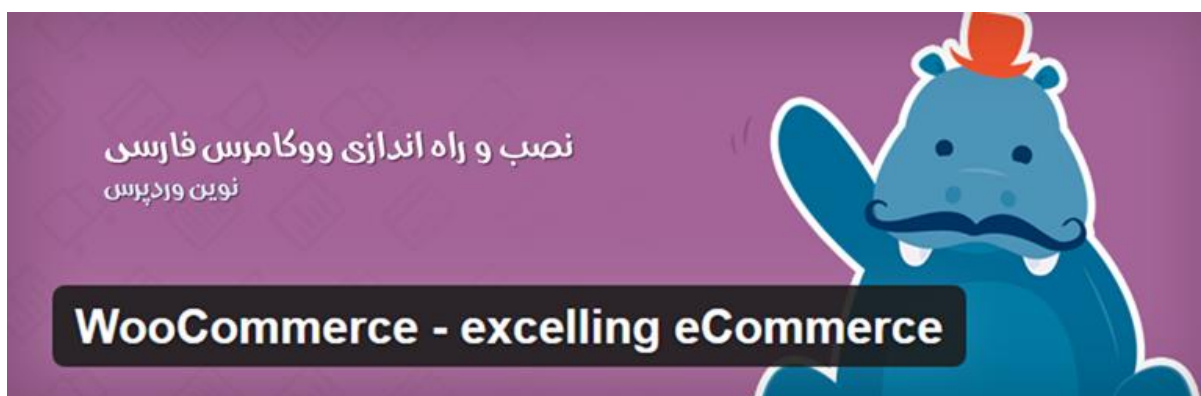 نصب و راه اندازی ووکامرس فارسی
نوین وردپرس
WooCommerce - excelling eCommerce